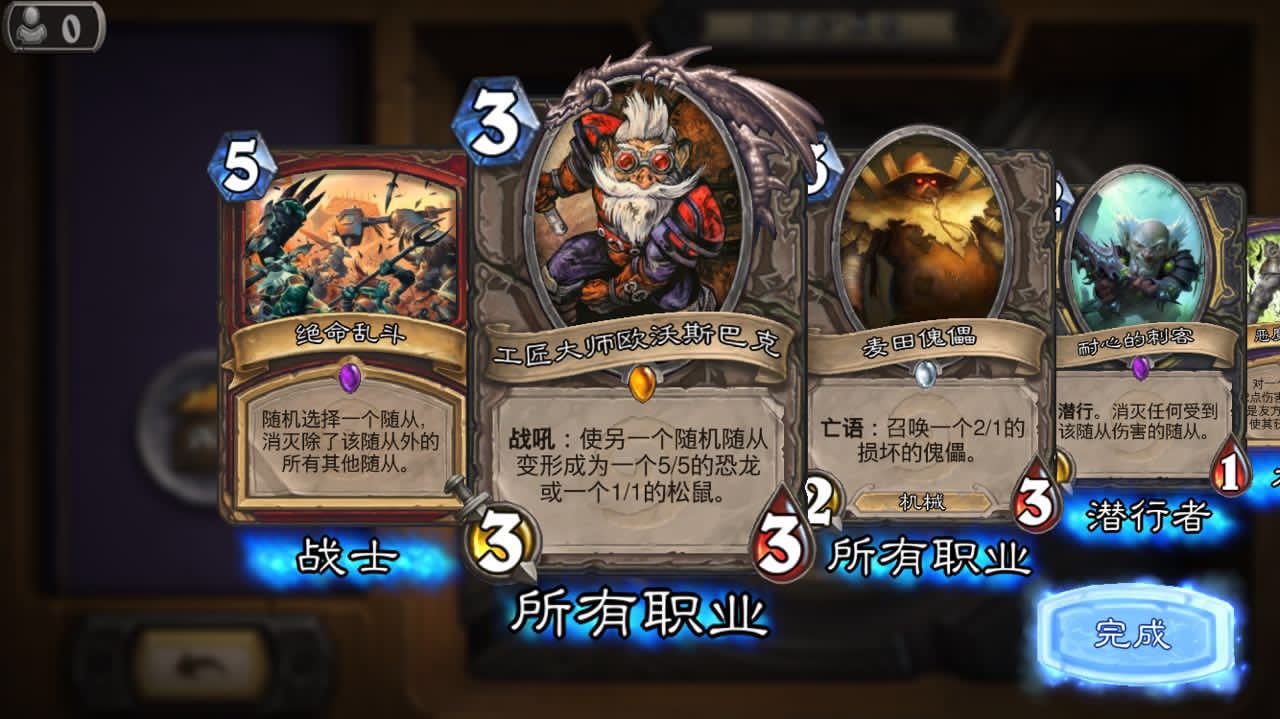 0
5
绝命乱斗
随机选择一个随从，
消灭除了该随从外的
所有其他随从。
战士
3
工匠大师欧沃斯巴克
战吼：使另一个随机随从
变形成为一个5/5的恐龙
或一个1/1的松鼠。
3
3
所有职业
3
麦田傀儡
亡语：召唤一个2/1的
损坏的傀儡。
机械
2
3
所有职业
2
耐心的刺客
潜行。消灭任何受到
该随从伤害的随从。
1
潜行者
对一
完成